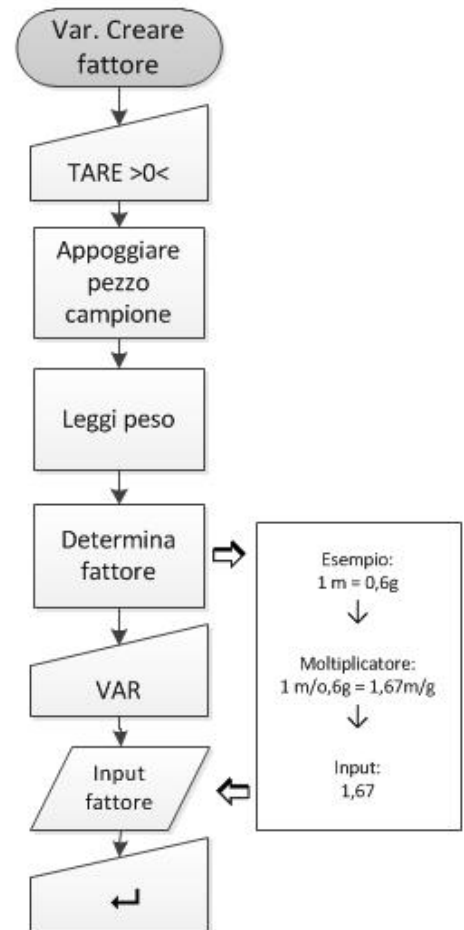 Var. Creare
fattore
TARE >0<
Appoggiare
pezzo
campione
Leggi peso
Determina
fattore
Esempio:
1 m = 0,6g
Moltiplicatore:
1 m/o,6g = 1,67m/g
Input:
1,67
VAR
Input
fattore